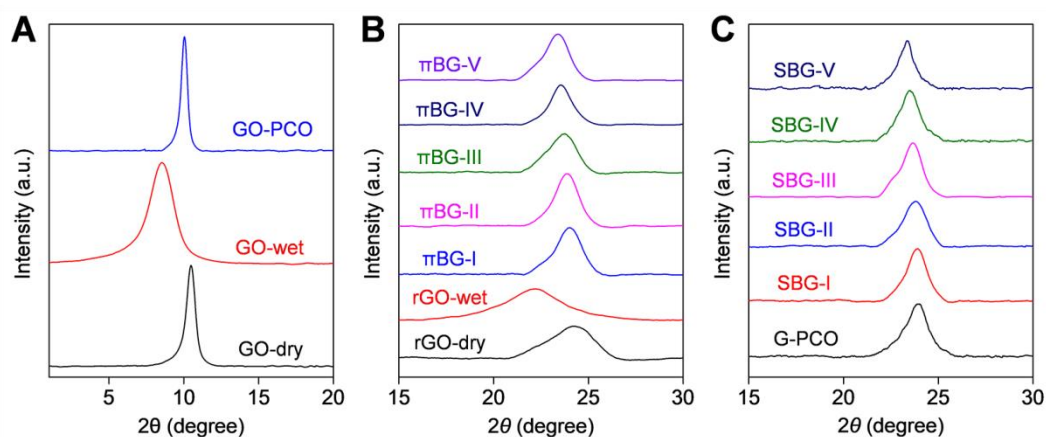 A
Intensity (a.u.)
GO-PCO
GO-wet
GO-dry
5 10 15 20
2θ (degree)
B
Intensity (a.u.)
πBG-V
πBG-IV
πBG-III
πBG-II
πBG-I
rGO-wet
rGO-dry
15 20 25 30
2θ (degree)
C
Intensity (a.u.)
SBG-V
SBG-IV
SBG-III
SBG-II
SBG-I
G-PCO
15 20 25 30
2θ (degree)